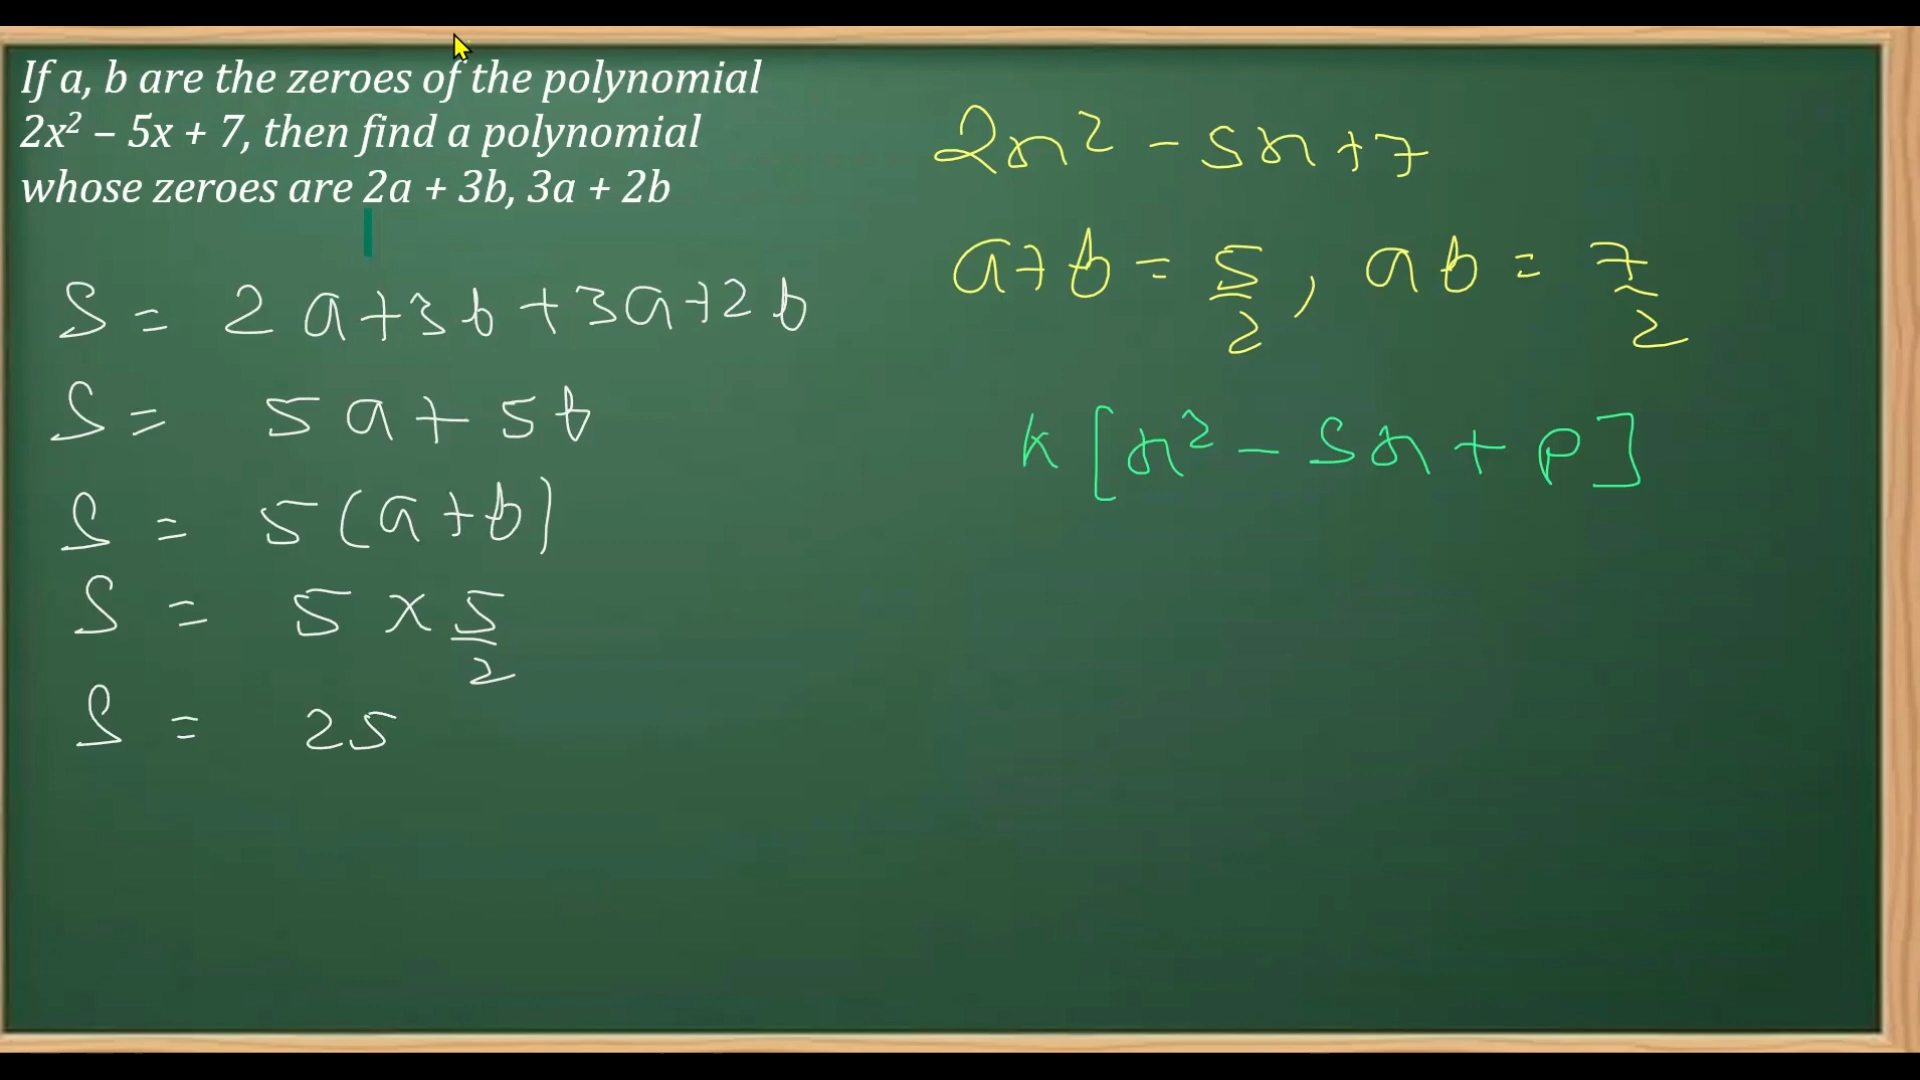 If a, b are the zeroes of the polynomial
2x² – 5x + 7, then find a polynomial
whose zeroes are 2a + 3b, 3a + 2b
S = 2a+3b+3a+2b
S = 5a+5b
S = 5(a+b)
S = 5 × 5/2
S = 25
2x² - 5x + 7
a+b = 5/2, ab = 7/2
k[x² - Sx + P]